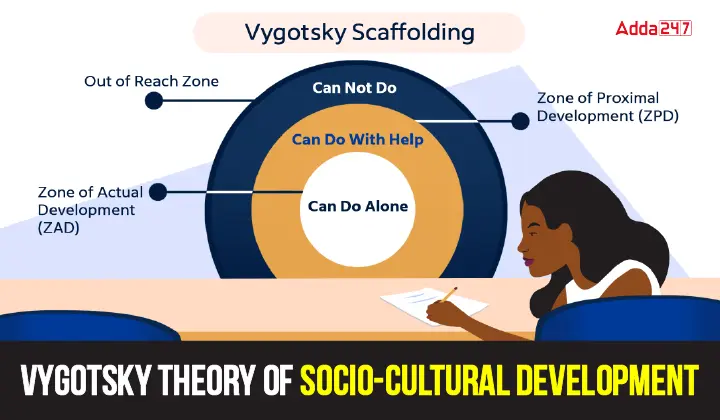 Vygotsky Scaffolding
Adda247
Out of Reach Zone
Can Not Do
Zone of Proximal
Development (ZPD)
Can Do With Help
Zone of Actual
Development
(ZAD)
Can Do Alone
VYGOTSKY THEORY OF SOCIO-CULTURAL DEVELOPMENT